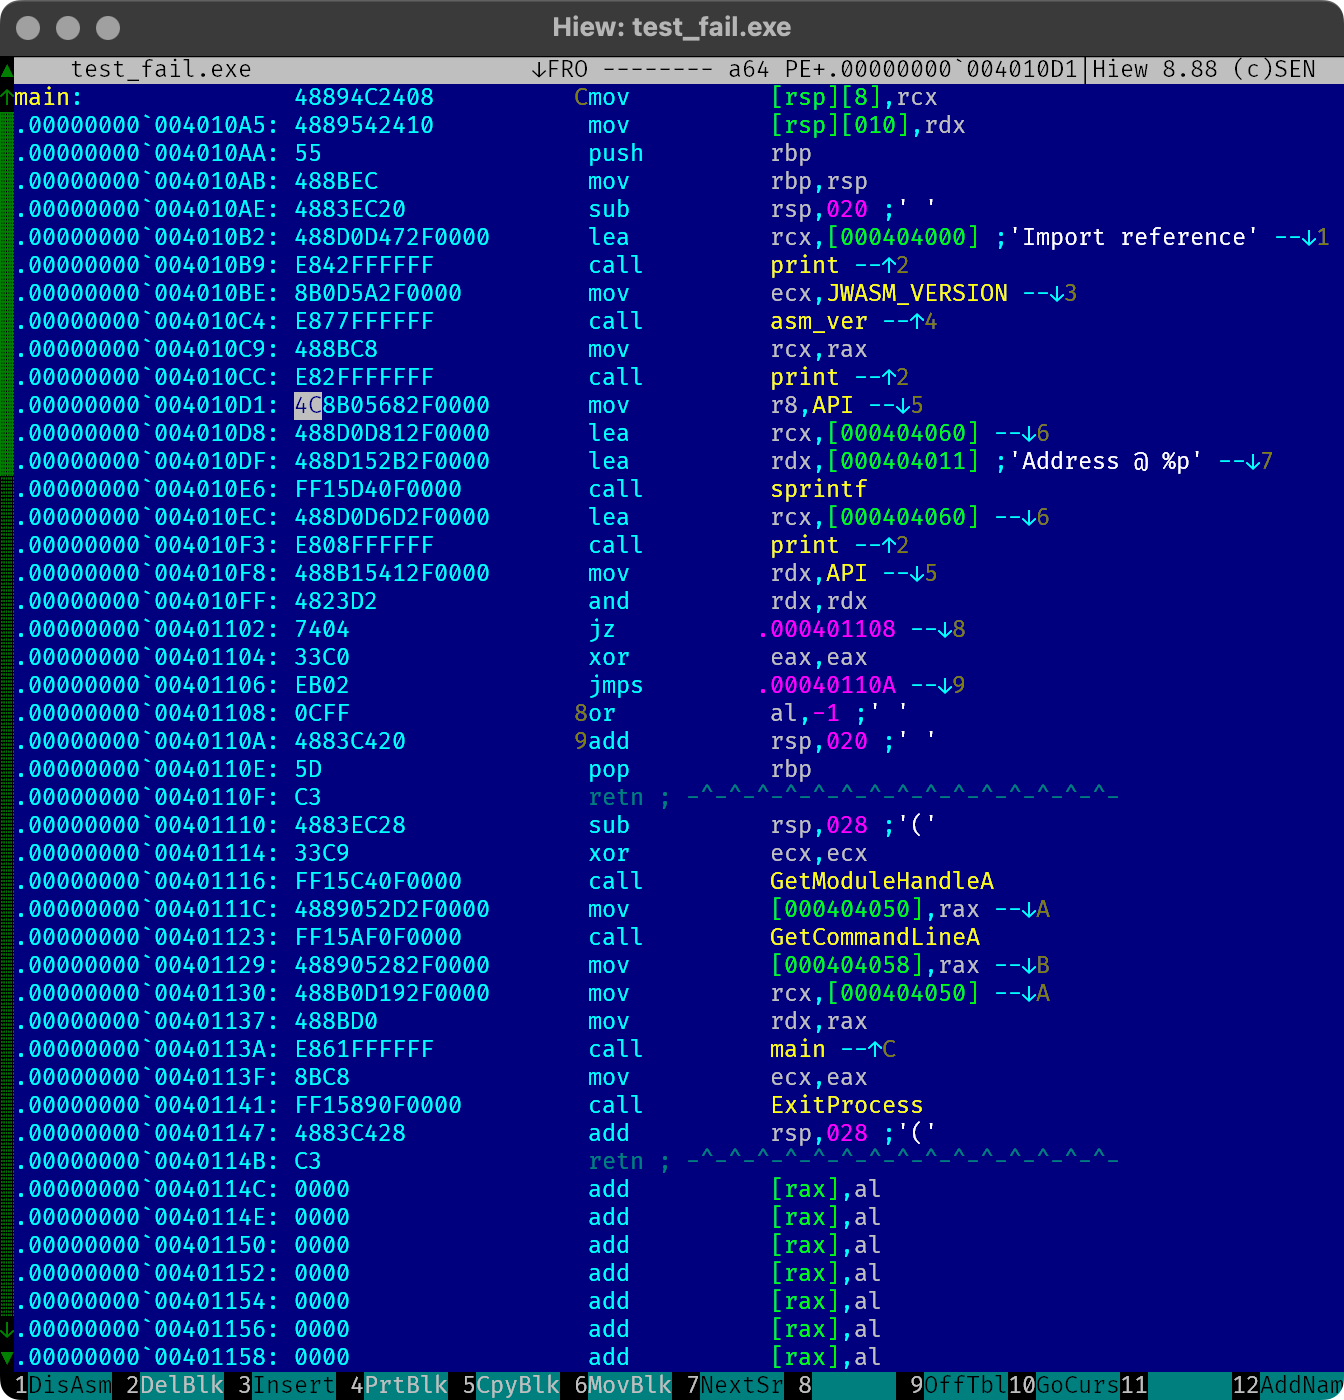 Hiew: test_fail.exe
test_fail.exe ↓FRO -------- a64 PE+.00000000`004010D1|Hiew 8.88 (c)SEN
main: 48894C2408 Cmov [rsp][8],rcx
.00000000`004010A5: 4889542410 mov [rsp][010],rdx
.00000000`004010AA: 55 push rbp
.00000000`004010AB: 488BEC mov rbp,rsp
.00000000`004010AE: 4883EC20 sub rsp,020 ;' '
.00000000`004010B2: 488D0D472F0000 lea rcx,[000404000] ;'Import reference' --↓1
.00000000`004010B9: E842FFFFFF call print --↑2
.00000000`004010BE: 8B0D5A2F0000 mov ecx,JWASM_VERSION --↓3
.00000000`004010C4: E877FFFFFF call asm_ver --↑4
.00000000`004010C9: 488BC8 mov rcx,rax
.00000000`004010CC: E82FFFFFFF call print --↑2
.00000000`004010D1: 4C8B05682F0000 mov r8,API --↓5
.00000000`004010D8: 488D0D812F0000 lea rcx,[000404060] --↓6
.00000000`004010DF: 488D152B2F0000 lea rdx,[000404011] ;'Address @ %p' --↓7
.00000000`004010E6: FF15D40F0000 call sprintf
.00000000`004010EC: 488D0D6D2F0000 lea rcx,[000404060] --↓6
.00000000`004010F3: E808FFFFFF call print --↑2
.00000000`004010F8: 488B15412F0000 mov rdx,API --↓5
.00000000`004010FF: 4823D2 and rdx,rdx
.00000000`00401102: 7404 jz .000401108 --↓8
.00000000`00401104: 33C0 xor eax,eax
.00000000`00401106: EB02 jmps .00040110A --↓9
.00000000`00401108: 0CFF 8or al,-1 ;' '
.00000000`0040110A: 4883C420 9add rsp,020 ;' '
.00000000`0040110E: 5D pop rbp
.00000000`0040110F: C3 retn ; -^-^-^-^-^-^-^-^-^-^-^-^-^-^-^-
.00000000`00401110: 4883EC28 sub rsp,028 ;'('
.00000000`00401114: 33C9 xor ecx,ecx
.00000000`00401116: FF15C40F0000 call GetModuleHandleA
.00000000`0040111C: 4889052D2F0000 mov [000404050],rax --↓A
.00000000`00401123: FF15AF0F0000 call GetCommandLineA
.00000000`00401129: 488905282F0000 mov [000404058],rax --↓B
.00000000`00401130: 488B0D192F0000 mov rcx,[000404050] --↓A
.00000000`00401137: 488BD0 mov rdx,rax
.00000000`0040113A: E861FFFFFF call main --↑C
.00000000`0040113F: 8BC8 mov ecx,eax
.00000000`00401141: FF15890F0000 call ExitProcess
.00000000`00401147: 4883C428 add rsp,028 ;'('
.00000000`0040114B: C3 retn ; -^-^-^-^-^-^-^-^-^-^-^-^-^-^-^-
.00000000`0040114C: 0000 add [rax],al
.00000000`0040114E: 0000 add [rax],al
.00000000`00401150: 0000 add [rax],al
.00000000`00401152: 0000 add [rax],al
.00000000`00401154: 0000 add [rax],al
.00000000`00401156: 0000 add [rax],al
.00000000`00401158: 0000 add [rax],al
1DisAsm 2DelBlk 3Insert 4PrtBlk 5CpyBlk 6MovBlk 7NextSr 8 9OffTbl 10GoCurs 11 12AddNam